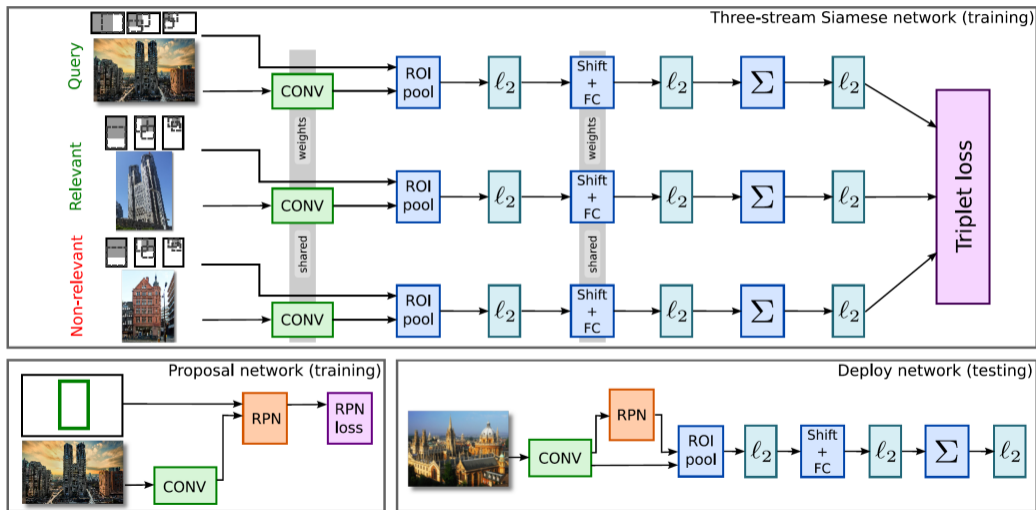 Three-stream Siamese network (training)
Query
CONV
ROI
pool
ℓ2
Shift
+
FC
ℓ2
Σ
ℓ2
weights
weights
Relevant
CONV
ROI
pool
ℓ2
Shift
+
FC
ℓ2
Σ
ℓ2
Triplet loss
shared
shared
Non-relevant
CONV
ROI
pool
ℓ2
Shift
+
FC
ℓ2
Σ
ℓ2
Proposal network (training)
RPN
RPN
loss
CONV
Deploy network (testing)
RPN
CONV
ROI
pool
ℓ2
Shift
+
FC
ℓ2
Σ
ℓ2